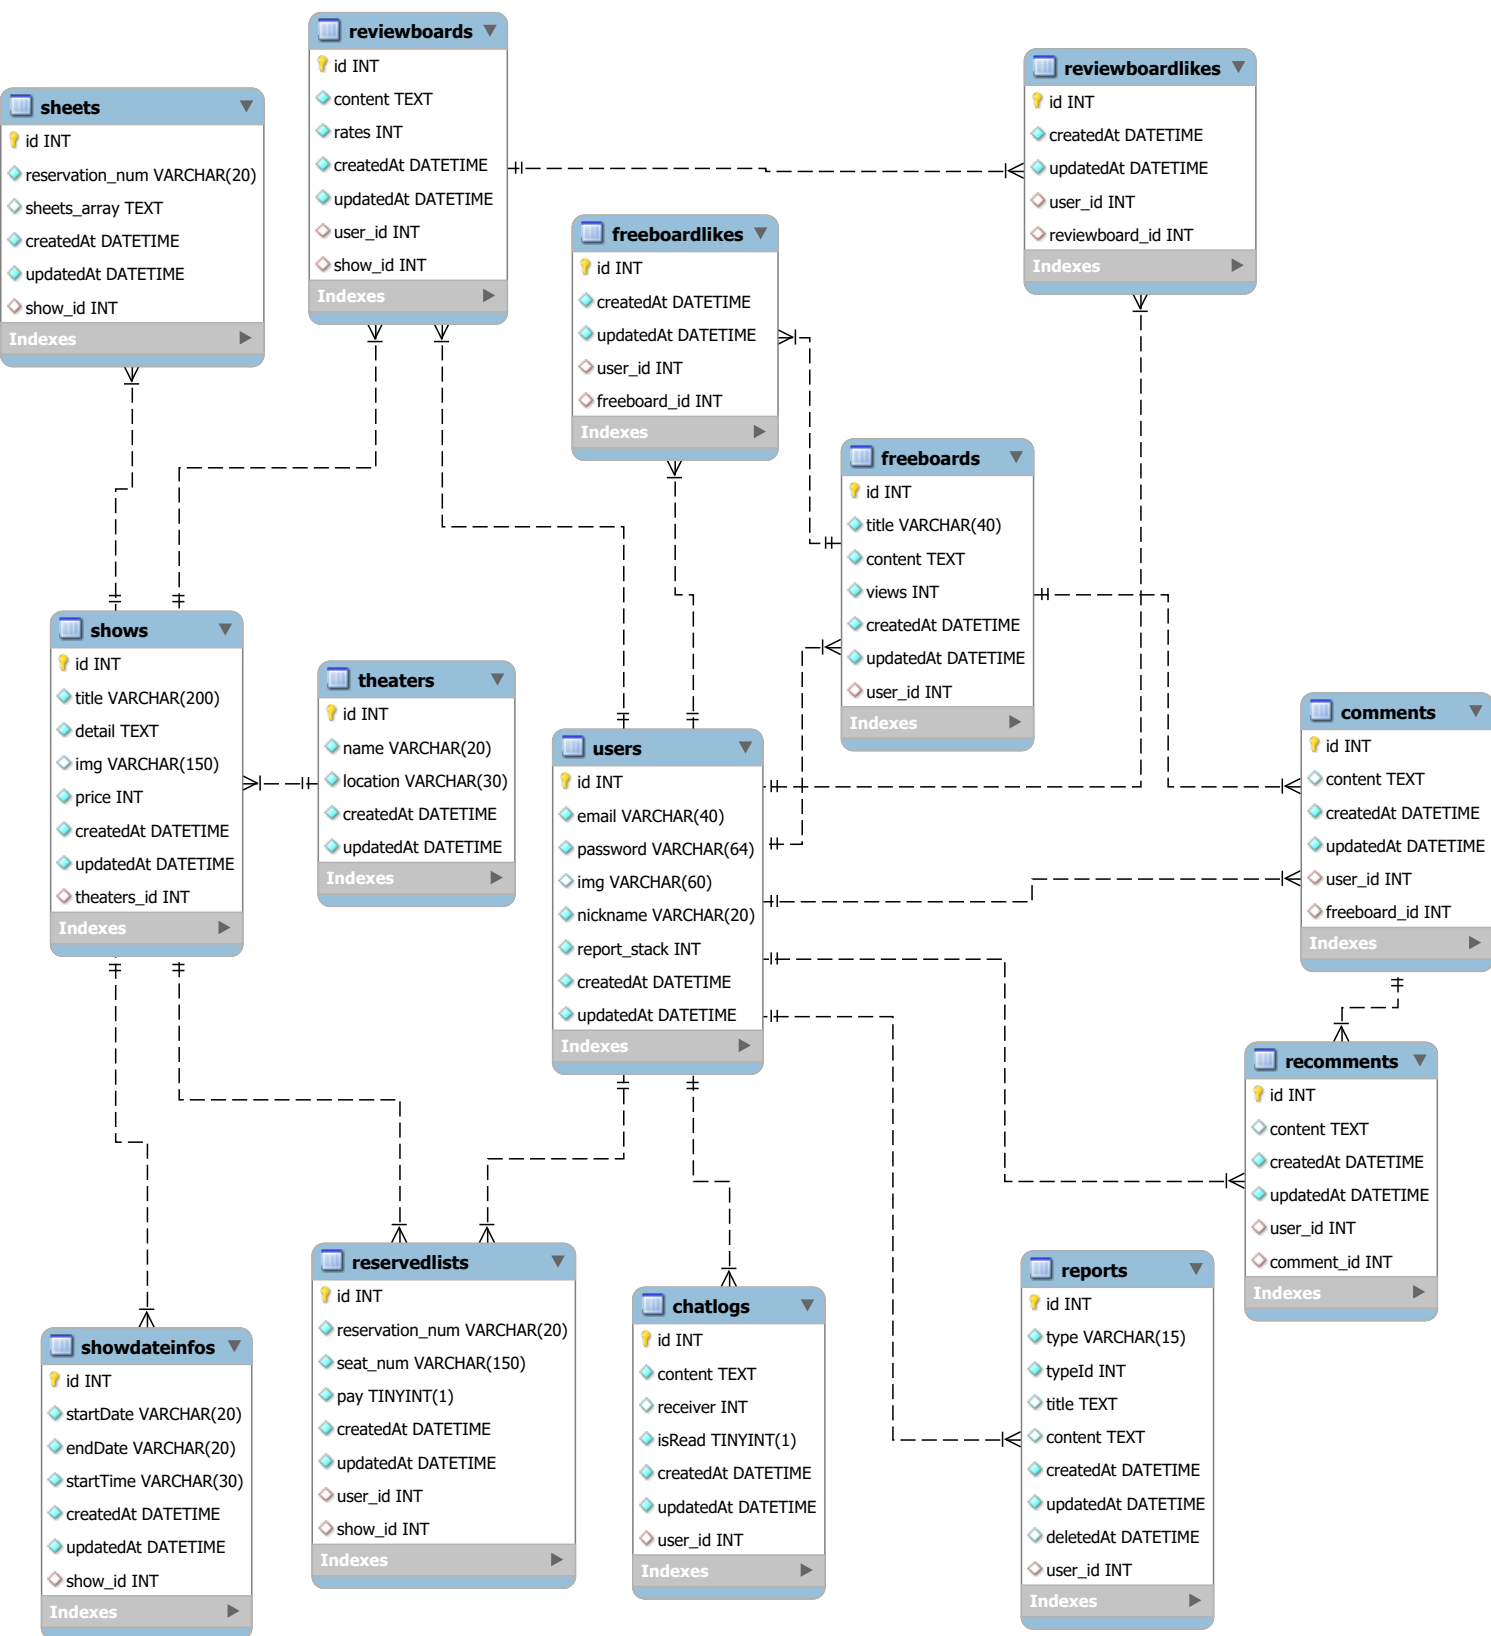 reviewboards
id INT
content TEXT
rates INT
createdAt DATETIME
updatedAt DATETIME
user_id INT
show_id INT
Indexes
reviewboardlikes
id INT
createdAt DATETIME
updatedAt DATETIME
user_id INT
reviewboard_id INT
Indexes
sheets
id INT
reservation_num VARCHAR(20)
sheets_array TEXT
createdAt DATETIME
updatedAt DATETIME
show_id INT
Indexes
freeboardlikes
id INT
createdAt DATETIME
updatedAt DATETIME
user_id INT
freeboard_id INT
Indexes
freeboards
id INT
title VARCHAR(40)
content TEXT
views INT
createdAt DATETIME
updatedAt DATETIME
user_id INT
Indexes
shows
id INT
title VARCHAR(200)
detail TEXT
img VARCHAR(150)
price INT
createdAt DATETIME
updatedAt DATETIME
theaters_id INT
Indexes
theaters
id INT
name VARCHAR(20)
location VARCHAR(30)
createdAt DATETIME
updatedAt DATETIME
Indexes
users
id INT
email VARCHAR(40)
password VARCHAR(64)
img VARCHAR(60)
nickname VARCHAR(20)
report_stack INT
createdAt DATETIME
updatedAt DATETIME
Indexes
comments
id INT
content TEXT
createdAt DATETIME
updatedAt DATETIME
user_id INT
freeboard_id INT
Indexes
recomments
id INT
content TEXT
createdAt DATETIME
updatedAt DATETIME
user_id INT
comment_id INT
Indexes
reservedlists
id INT
reservation_num VARCHAR(20)
seat_num VARCHAR(150)
pay TINYINT(1)
createdAt DATETIME
updatedAt DATETIME
user_id INT
show_id INT
Indexes
chatlogs
id INT
content TEXT
receiver INT
isRead TINYINT(1)
createdAt DATETIME
updatedAt DATETIME
user_id INT
Indexes
reports
id INT
type VARCHAR(15)
typeId INT
title TEXT
content TEXT
createdAt DATETIME
updatedAt DATETIME
deletedAt DATETIME
user_id INT
Indexes
showdateinfos
id INT
startDate VARCHAR(20)
endDate VARCHAR(20)
startTime VARCHAR(30)
createdAt DATETIME
updatedAt DATETIME
show_id INT
Indexes